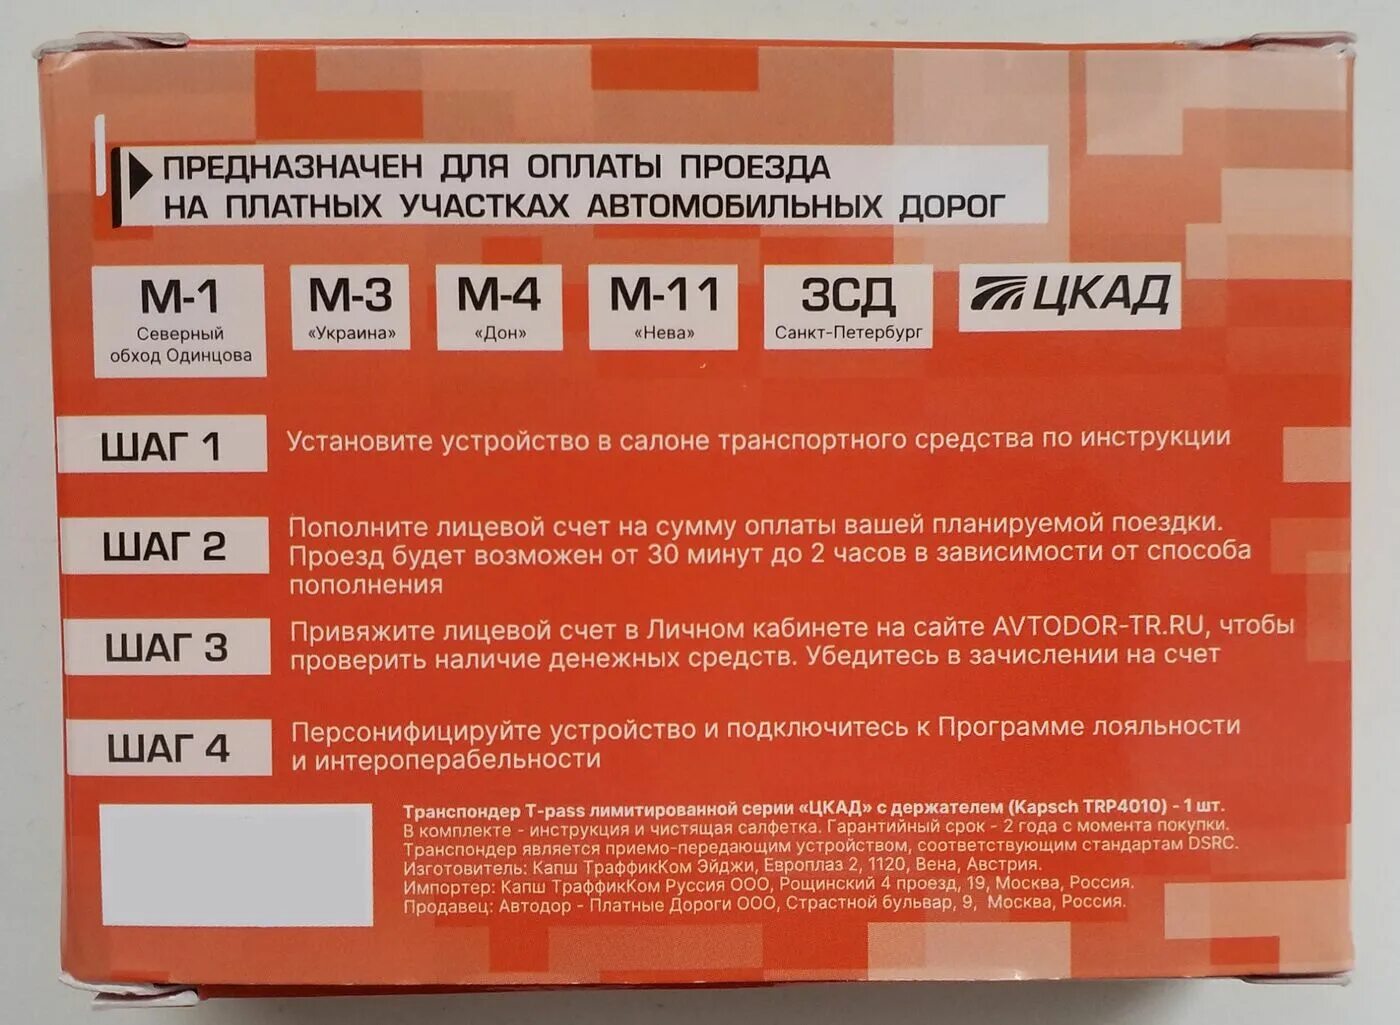 ПРЕДНАЗНАЧЕН ДЛЯ ОПЛАТЫ ПРОЕЗДА
НА ПЛАТНЫХ УЧАСТКАХ АВТОМОБИЛЬНЫХ ДОРОГ
М-1
Северный
обход Одинцова
М-3
«Украина»
М-4
«Дон»
М-11
«Нева»
ЗСД
Санкт-Петербург
ЦКАД
ШАГ 1
Установите устройство в салоне транспортного средства по инструкции
ШАГ 2
Пополните лицевой счет на сумму оплаты вашей планируемой поездки.
Проезд будет возможен от 30 минут до 2 часов в зависимости от способа
пополнения
ШАГ 3
Привяжите лицевой счет в Личном кабинете на сайте AVTODOR-TR.RU, чтобы
проверить наличие денежных средств. Убедитесь в зачислении на счет
ШАГ 4
Персонифицируйте устройство и подключитесь к Программе лояльности
и интероперабельности
Транспондер T-pass лимитированной серии «ЦКАД» с держателем (Kapsch TRP4010) - 1 шт.
В комплекте - инструкция и чистящая салфетка. Гарантийный срок - 2 года с момента покупки.
Транспондер является приемо-передающим устройством, соответствующим стандартам DSRC.
Изготовитель: Капш ТраффикКом Эйджи, Европлаз 2, 1120, Вена, Австрия.
Импортер: Капш ТраффикКом Руссия ООО, Рощинский 4 проезд, 19, Москва, Россия.
Продавец: Автодор - Платные Дороги ООО, Страстной бульвар, 9, Москва, Россия.